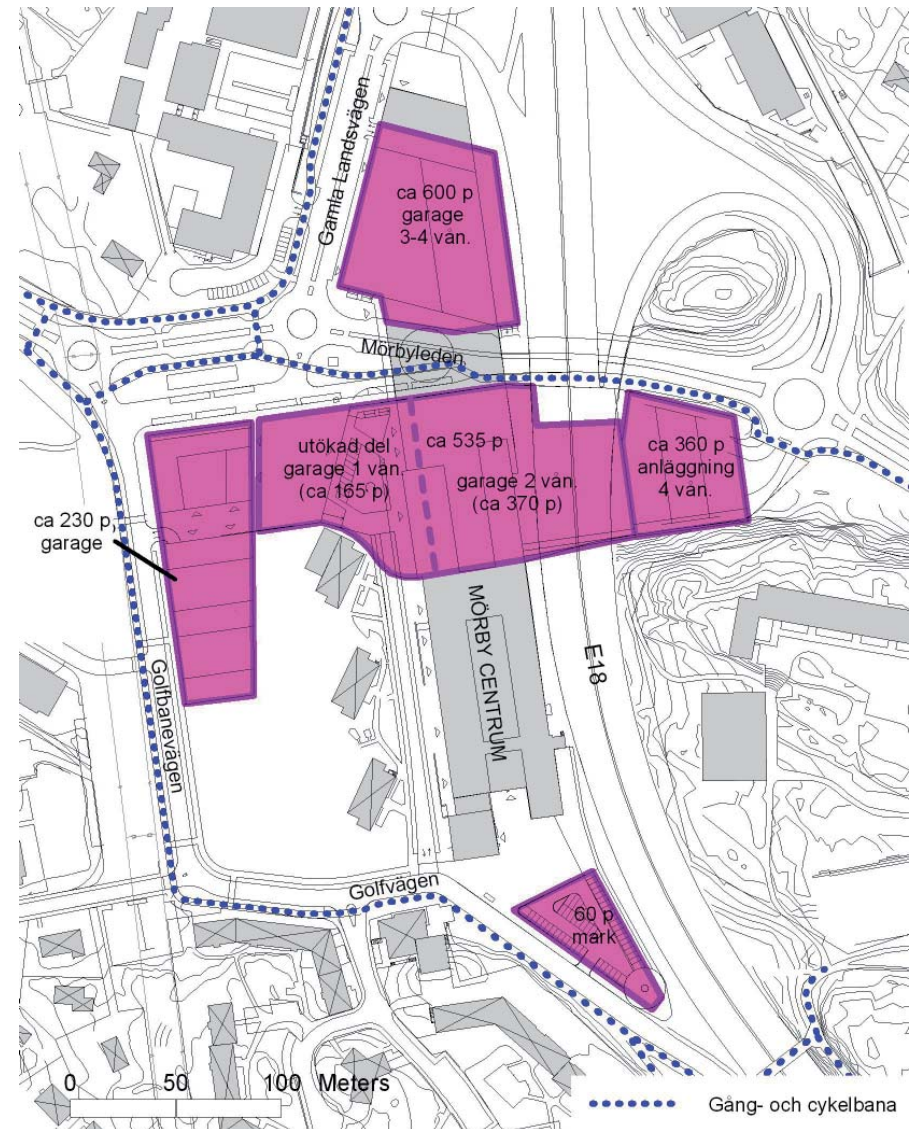 Gamla Landsvägen
ca 600 p
garage
3-4 vån.
Mörbyleden
utökad del
garage 1 vån.
(ca 165 p)
ca 535 p
garage 2 vån.
(ca 370 p)
ca 360 p
anläggning
4 vån.
ca 230 p,
garage
MÖRBY CENTRUM
E18
Golfbanevägen
Golfvägen
60 p
mark
0 50 100 Meters
Gång- och cykelbana